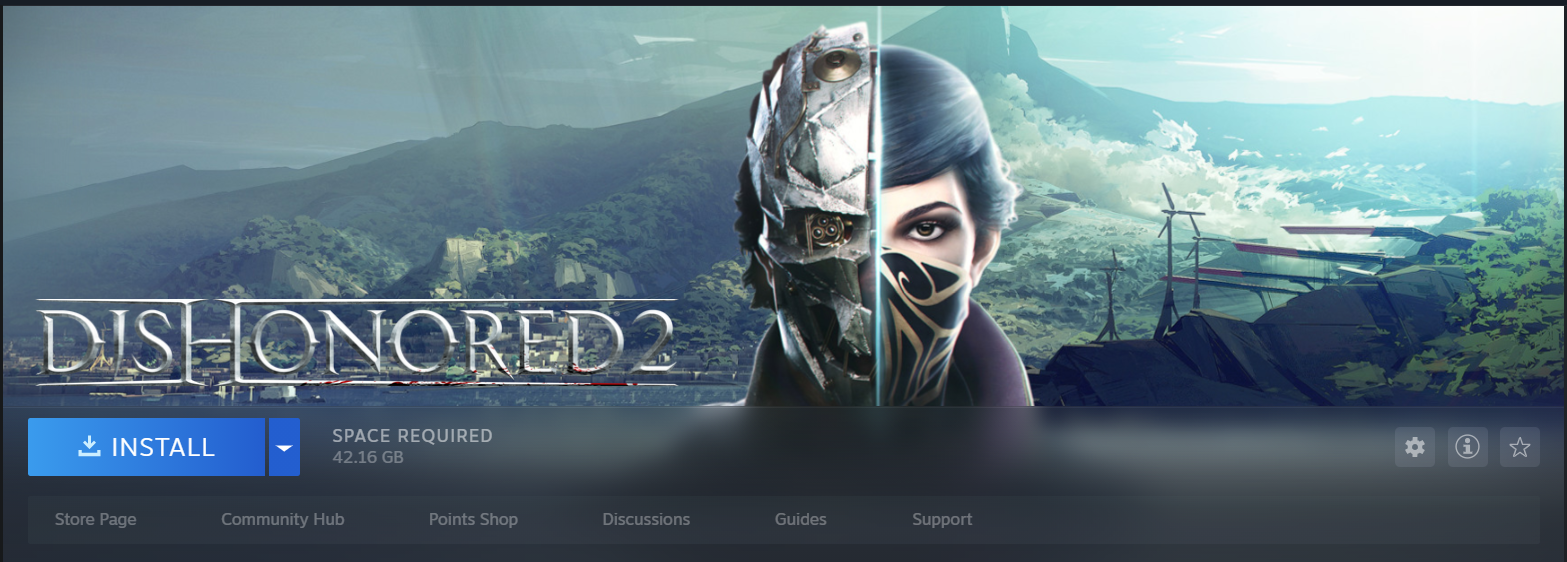 DISHONORED 2
INSTALL
SPACE REQUIRED
42.16 GB
Store Page
Community Hub
Points Shop
Discussions
Guides
Support